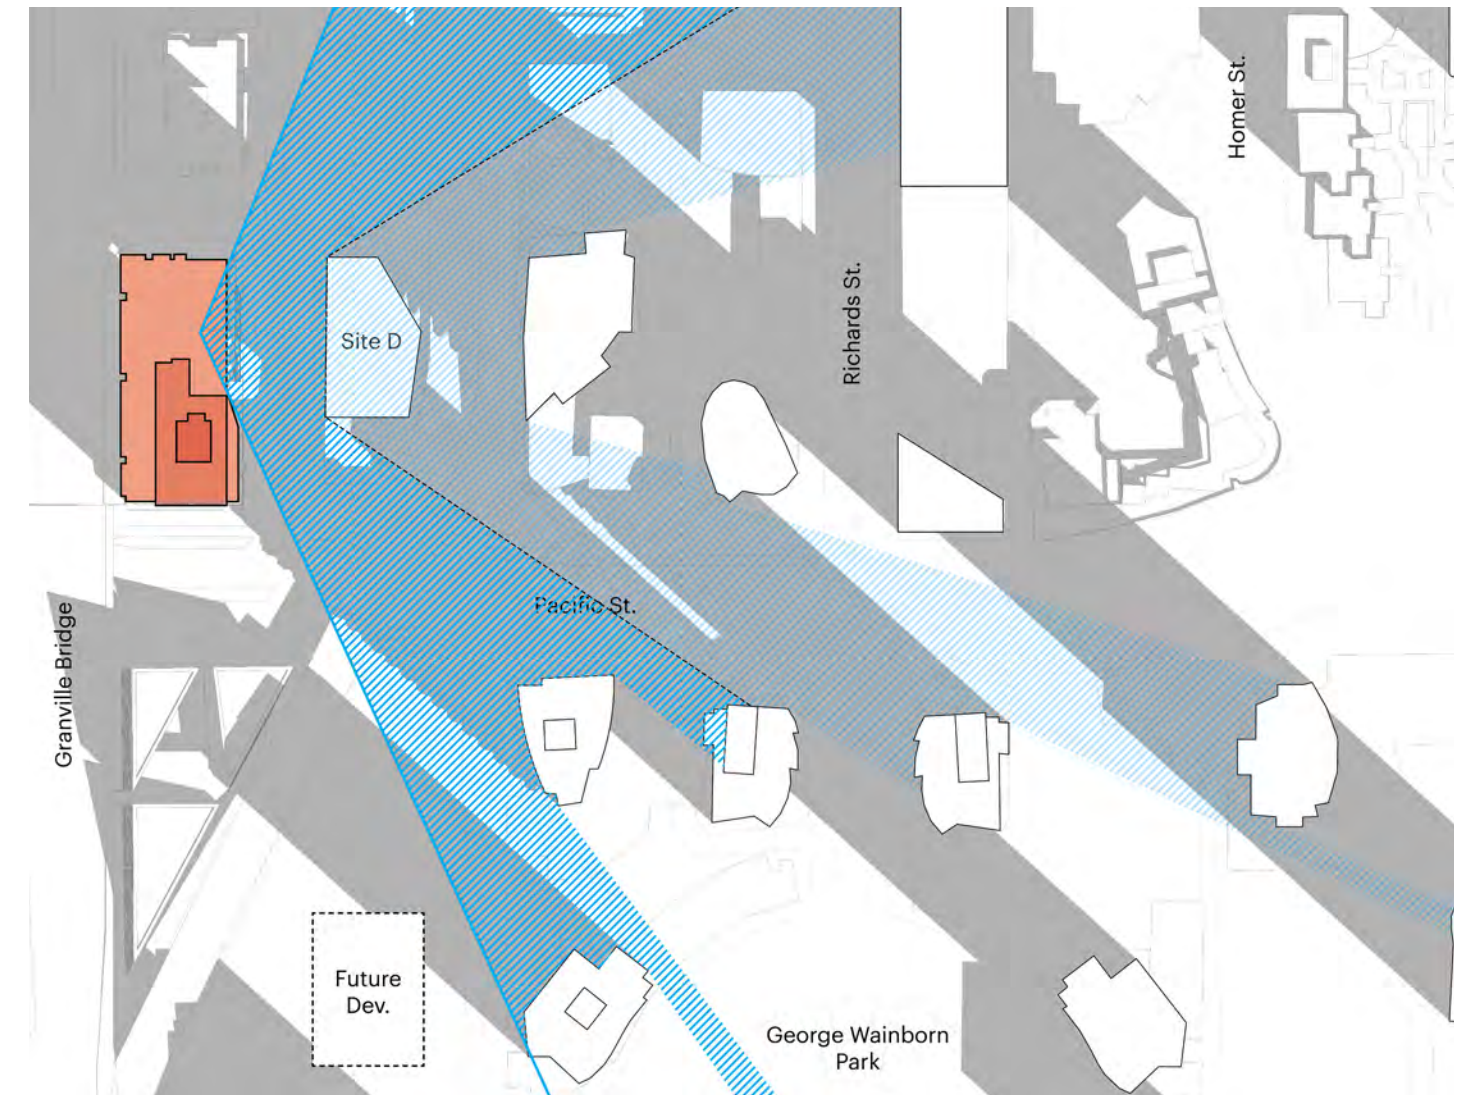 Homer St.
Richards St.
Site D
Pacific St.
Granville Bridge
Future
Dev.
George Wainborn
Park